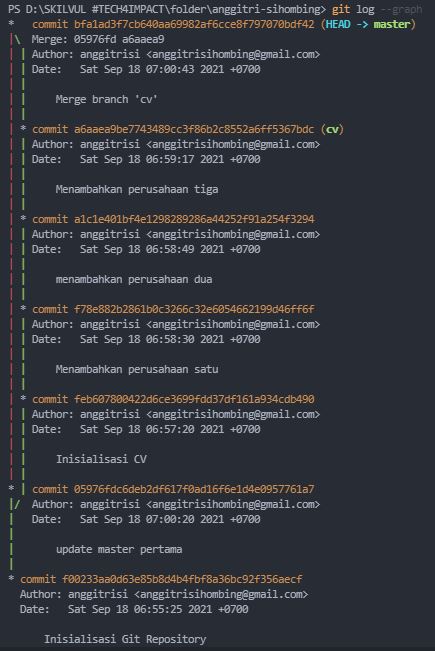 PS D:\SKILVUL #TECH4IMPACT\folder\anggitri-sihombing> git log --graph
* commit bfa1ad3f7cb640aa69982af6cce8f797070bdf42 (HEAD -> master)
|\ Merge: 05976fd a6aaea9
| | Author: anggitrisi <anggitrisihombing@gmail.com>
| | Date: Sat Sep 18 07:00:43 2021 +0700
| |
| | Merge branch 'cv'
| |
| * commit a6aaea9be7743489cc3f86b2c8552a6ff5367bdc (cv)
| | Author: anggitrisi <anggitrisihombing@gmail.com>
| | Date: Sat Sep 18 06:59:17 2021 +0700
| |
| | Menambahkan perusahaan tiga
| |
| * commit a1c1e401bf4e1298289286a44252f91a254f3294
| | Author: anggitrisi <anggitrisihombing@gmail.com>
| | Date: Sat Sep 18 06:58:49 2021 +0700
| |
| | menambahkan perusahaan dua
| |
| * commit f78e882b2861b0c3266c32e6054662199d46ff6f
| | Author: anggitrisi <anggitrisihombing@gmail.com>
| | Date: Sat Sep 18 06:58:30 2021 +0700
| |
| | Menambahkan perusahaan satu
| |
| * commit feb607800422d6ce3699fdd37df161a934cdb490
| | Author: anggitrisi <anggitrisihombing@gmail.com>
| | Date: Sat Sep 18 06:57:20 2021 +0700
| |
| | Inisialisasi CV
| |
* | commit 05976fdc6deb2df617f0ad16f6e1d4e0957761a7
|/ Author: anggitrisi <anggitrisihombing@gmail.com>
| Date: Sat Sep 18 07:00:20 2021 +0700
|
| update master pertama
|
* commit f00233aa0d63e85b8d4b4fbf8a36bc92f356aecf
Author: anggitrisi <anggitrisihombing@gmail.com>
Date: Sat Sep 18 06:55:25 2021 +0700
Inisialisasi Git Repository